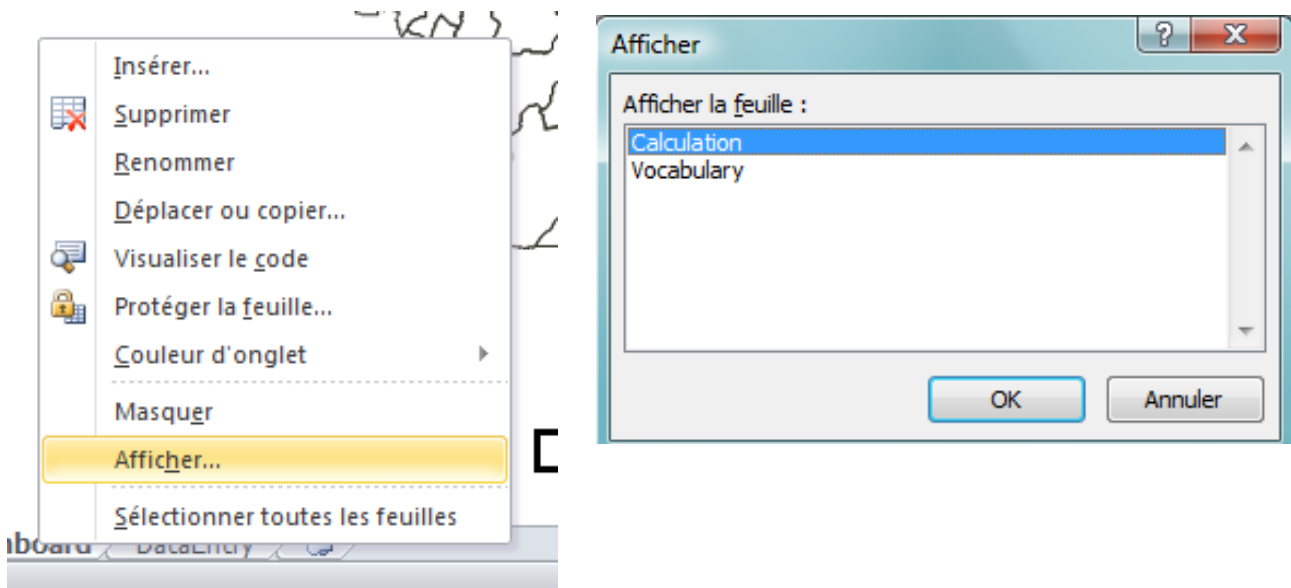 Insérer...
Supprimer
Renommer
Déplacer ou copier...
Visualiser le code
Protéger la feuille...
Couleur d'onglet
Masquer
Afficher...
Sélectionner toutes les feuilles
board DataEntry
Afficher
Afficher la feuille :
Calculation
Vocabulary
OK Annuler